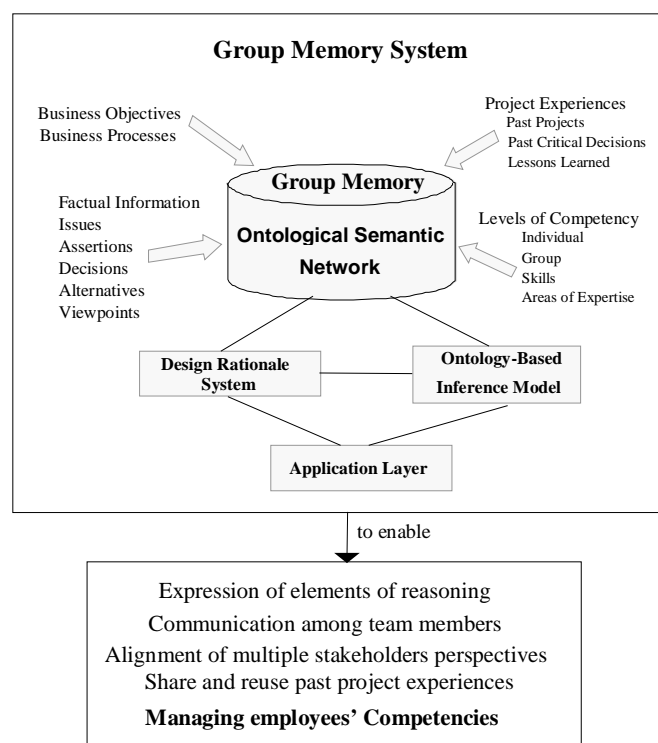 Group Memory System
Business Objectives
Business Processes
Project Experiences
Past Projects
Past Critical Decisions
Lessons Learned
Group Memory
Ontological Semantic
Network
Factual Information
Issues
Assertions
Decisions
Alternatives
Viewpoints
Levels of Competency
Individual
Group
Skills
Areas of Expertise
Design Rationale
System
Ontology-Based
Inference Model
Application Layer
to enable
Expression of elements of reasoning
Communication among team members
Alignment of multiple stakeholders perspectives
Share and reuse past project experiences
Managing employees’ Competencies